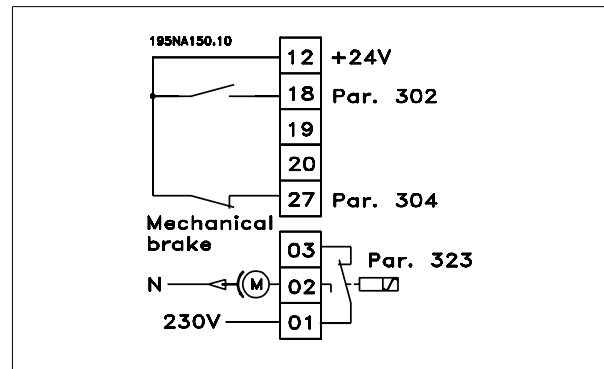 195NA150.10
12 +24V
18 Par. 302
19
20
27 Par. 304
Mechanical
brake
03
Par. 323
N M 02
230V 01